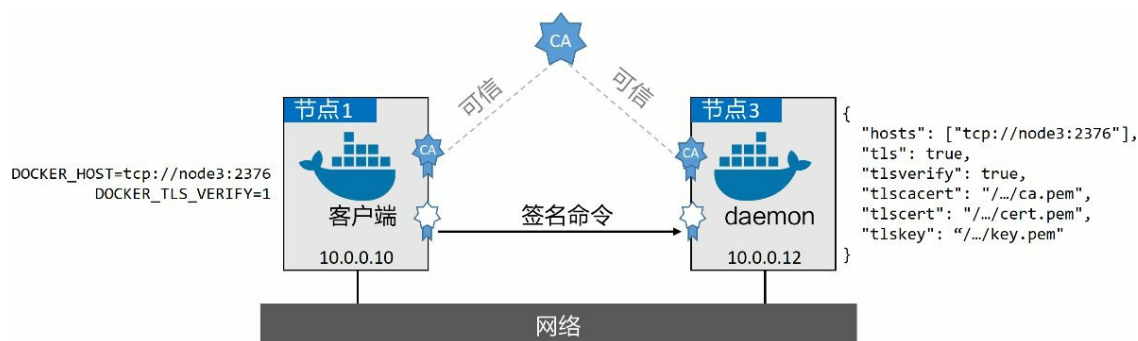 CA
可信
可信
节点1
节点3
CA
CA
DOCKER_HOST=tcp://node3:2376
DOCKER_TLS_VERIFY=1
客户端
签名命令
daemon
10.0.0.10
10.0.0.12
{
"hosts": ["tcp://node3:2376"],
"tls": true,
"tlsverify": true,
"tlscacert": "/…/ca.pem",
"tlscert": "/…/cert.pem",
"tlskey": “/…/key.pem"
}
网络